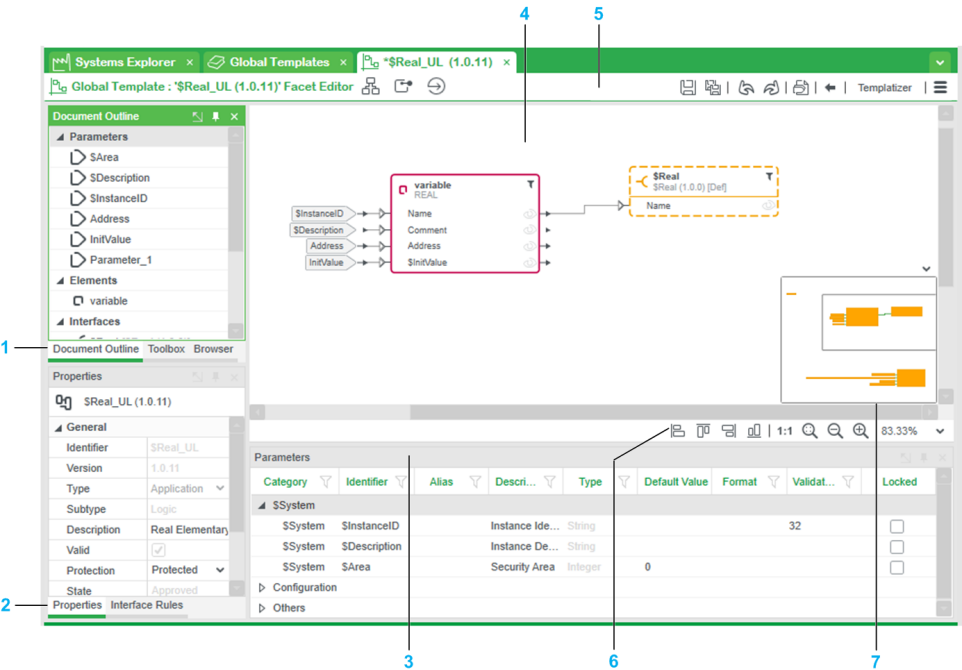 4 5
Systems Explorer × Global Templates × *$Real_UL (1.0.11) ×
Global Template : '$Real_UL (1.0.11)' Facet Editor Templatizer
Document Outline
Parameters
$Area
$Description
$InstanceID
Address
InitValue
Parameter_1
Elements
variable
Interfaces
1
Document Outline Toolbox Browser
variable
REAL
$InstanceID Name
$Description Comment
Address Address
InitValue $InitValue
$Real
$Real (1.0.0) [Def]
Name
1:1 83.33%
Properties
$Real_UL (1.0.11)
General
Identifier $Real_UL
Version 1.0.11
Type Application
Subtype Logic
Description Real Elementary
Valid
Protection Protected
State Approved
2
Properties Interface Rules
Parameters
Category Identifier Alias Descri... Type Default Value Format Validat... Locked
$System
$System $InstanceID Instance Ide... String 32
$System $Description Instance De... String
$System $Area Security Area Integer 0
Configuration
Others
3 6 7